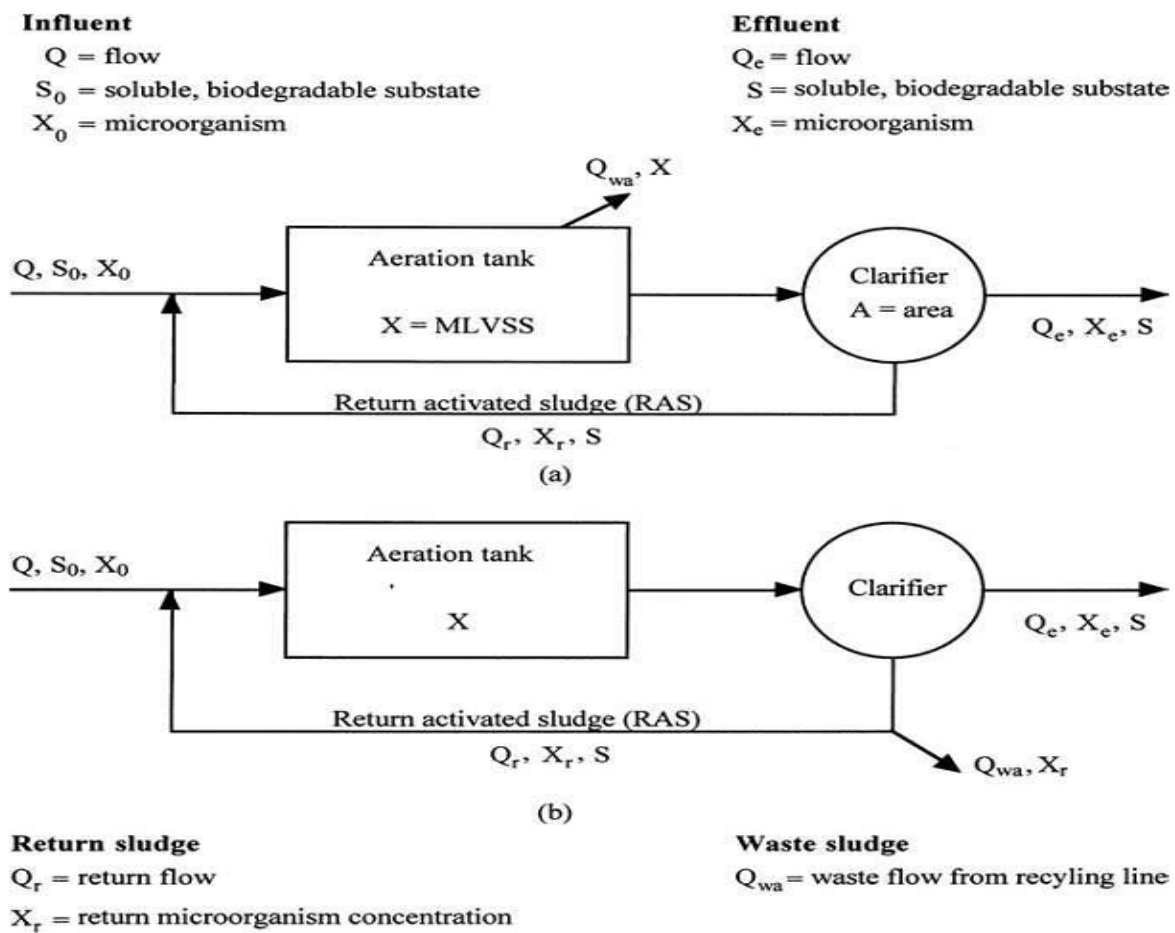 Influent
Q = flow
S₀ = soluble, biodegradable substate
X₀ = microorganism
Effluent
Qₑ = flow
S = soluble, biodegradable substate
Xₑ = microorganism
Q_wa, X
Q, S₀, X₀
Aeration tank
X = MLVSS
Clarifier
A = area
Qₑ, Xₑ, S
Return activated sludge (RAS)
Qᵣ, Xᵣ, S
(a)
Q, S₀, X₀
Aeration tank
X
Clarifier
Qₑ, Xₑ, S
Return activated sludge (RAS)
Qᵣ, Xᵣ, S
Q_wa, Xᵣ
(b)
Return sludge
Qᵣ = return flow
Xᵣ = return microorganism concentration
Waste sludge
Q_wa = waste flow from recyling line